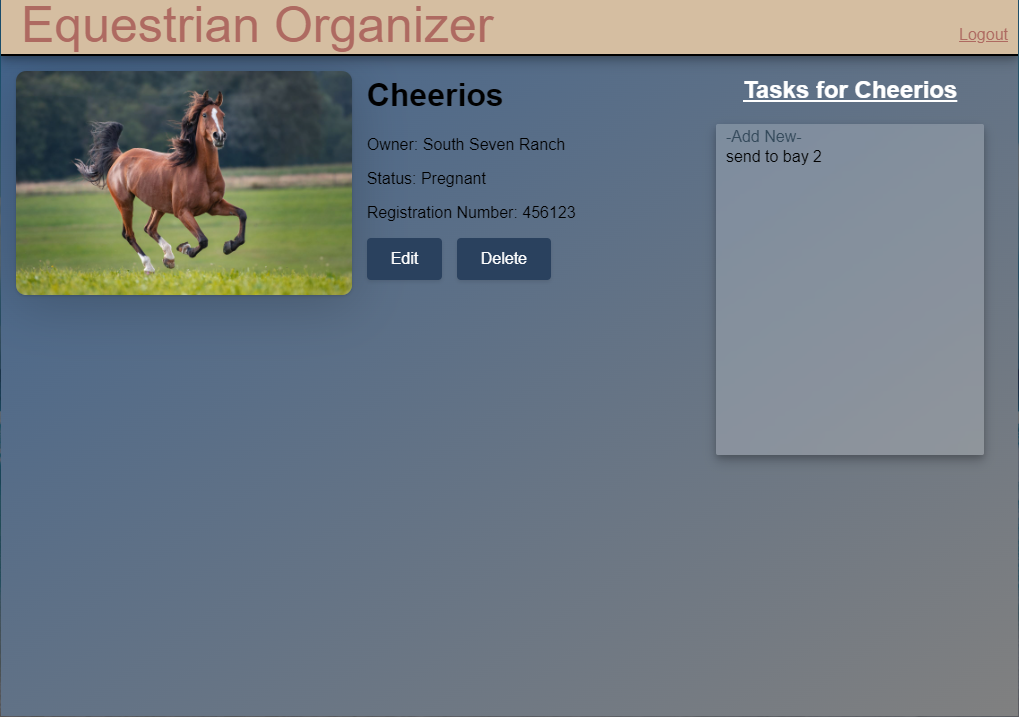 Equestrian Organizer
Logout
Cheerios
Owner: South Seven Ranch
Status: Pregnant
Registration Number: 456123
Edit
Delete
Tasks for Cheerios
-Add New-
send to bay 2